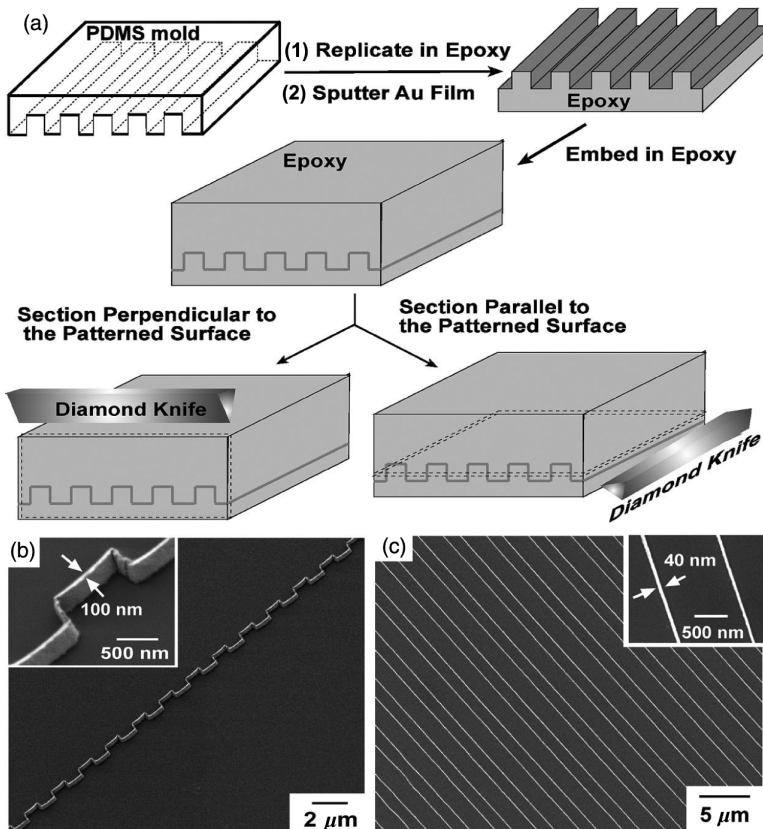 (a)
PDMS mold
(1) Replicate in Epoxy
(2) Sputter Au Film
Epoxy
Embed in Epoxy
Epoxy
Section Perpendicular to
the Patterned Surface
Section Parallel to
the Patterned Surface
Diamond Knife
Diamond Knife
(b)
100 nm
500 nm
2 μm
(c)
40 nm
500 nm
5 μm